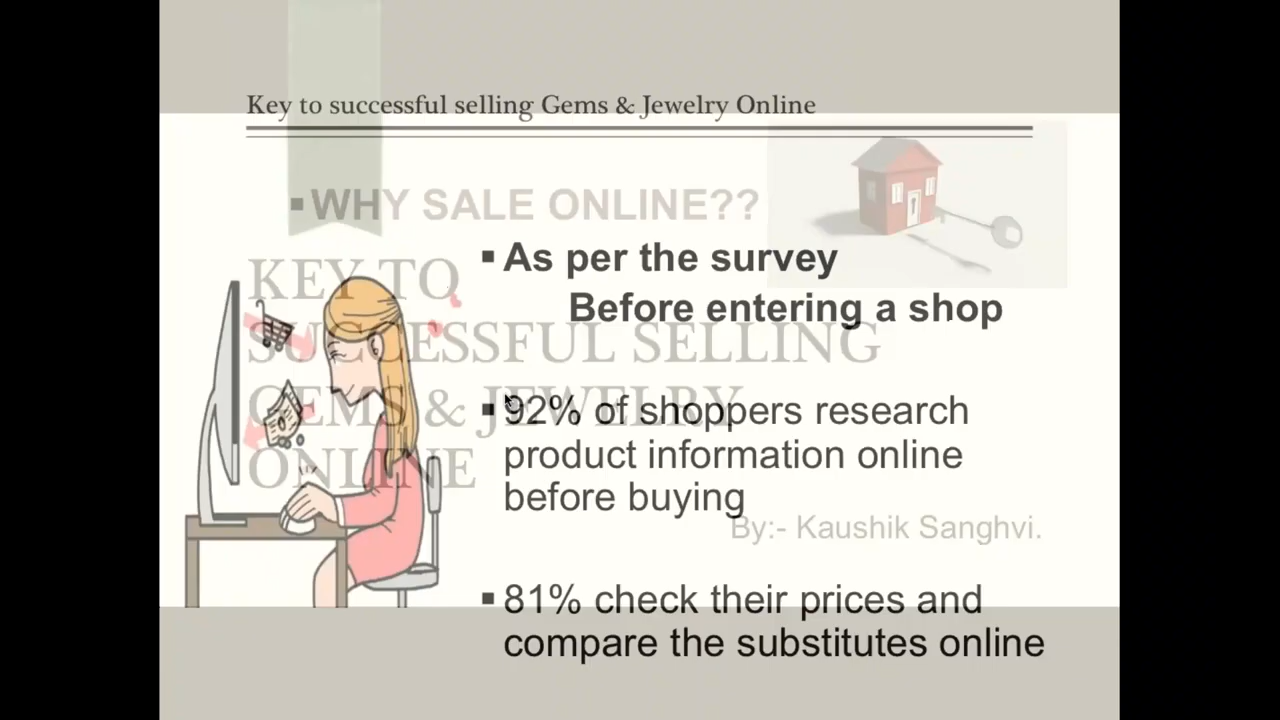 Key to successful selling Gems & Jewelry Online
▪WHY SALE ONLINE??
▪As per the survey
Before entering a shop
KEY TO
SUCCESSFUL SELLING
GEMS & JEWELRY
ONLINE
▪92% of shoppers research
product information online
before buying
By:- Kaushik Sanghvi.
▪81% check their prices and
compare the substitutes online